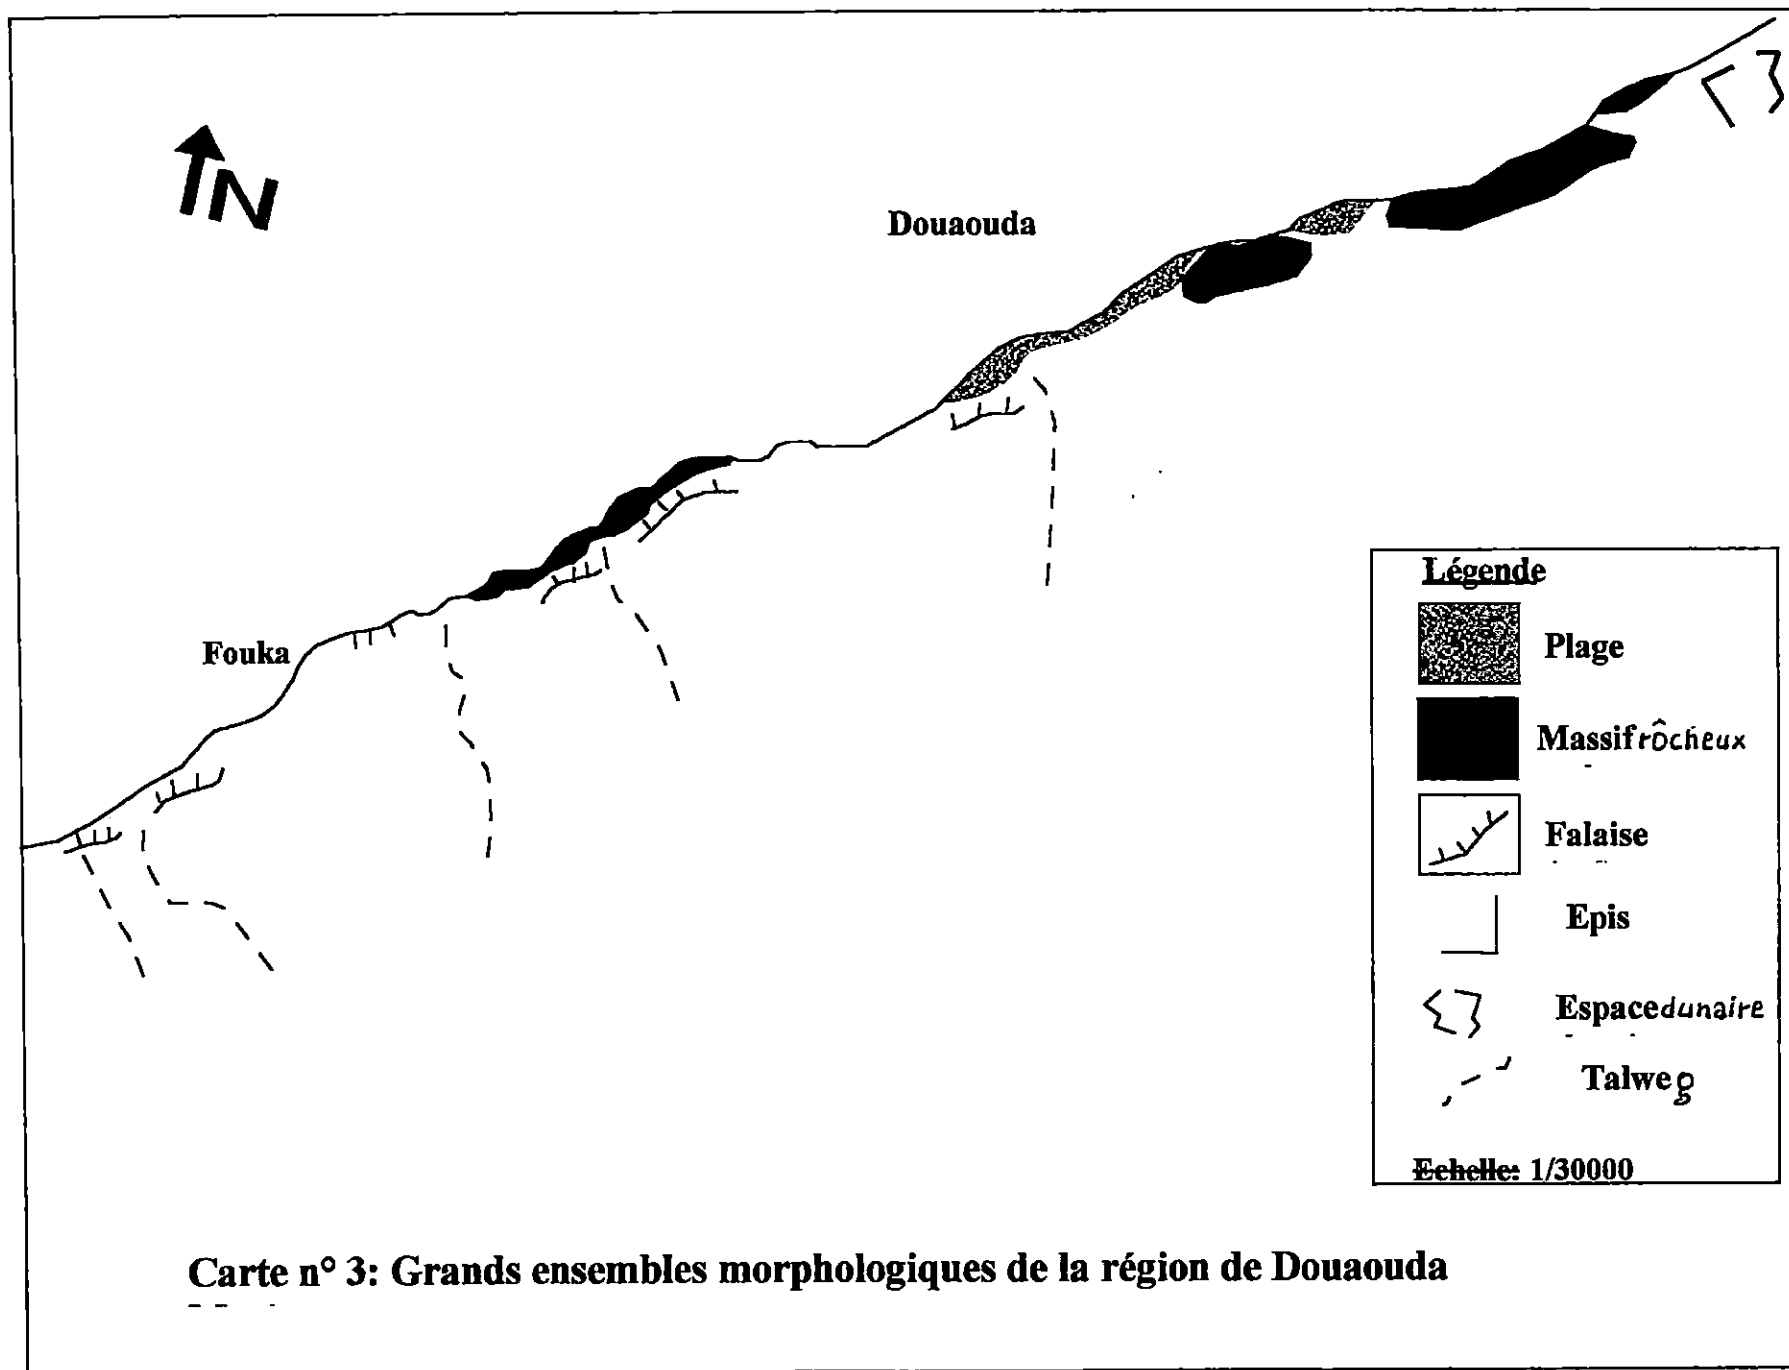 N
Douaouda
Fouka
Légende
Plage
Massif rôcheux
Falaise
Epis
Espace dunaire
Talweg
Echelle: 1/30000
Carte n° 3: Grands ensembles morphologiques de la région de Douaouda